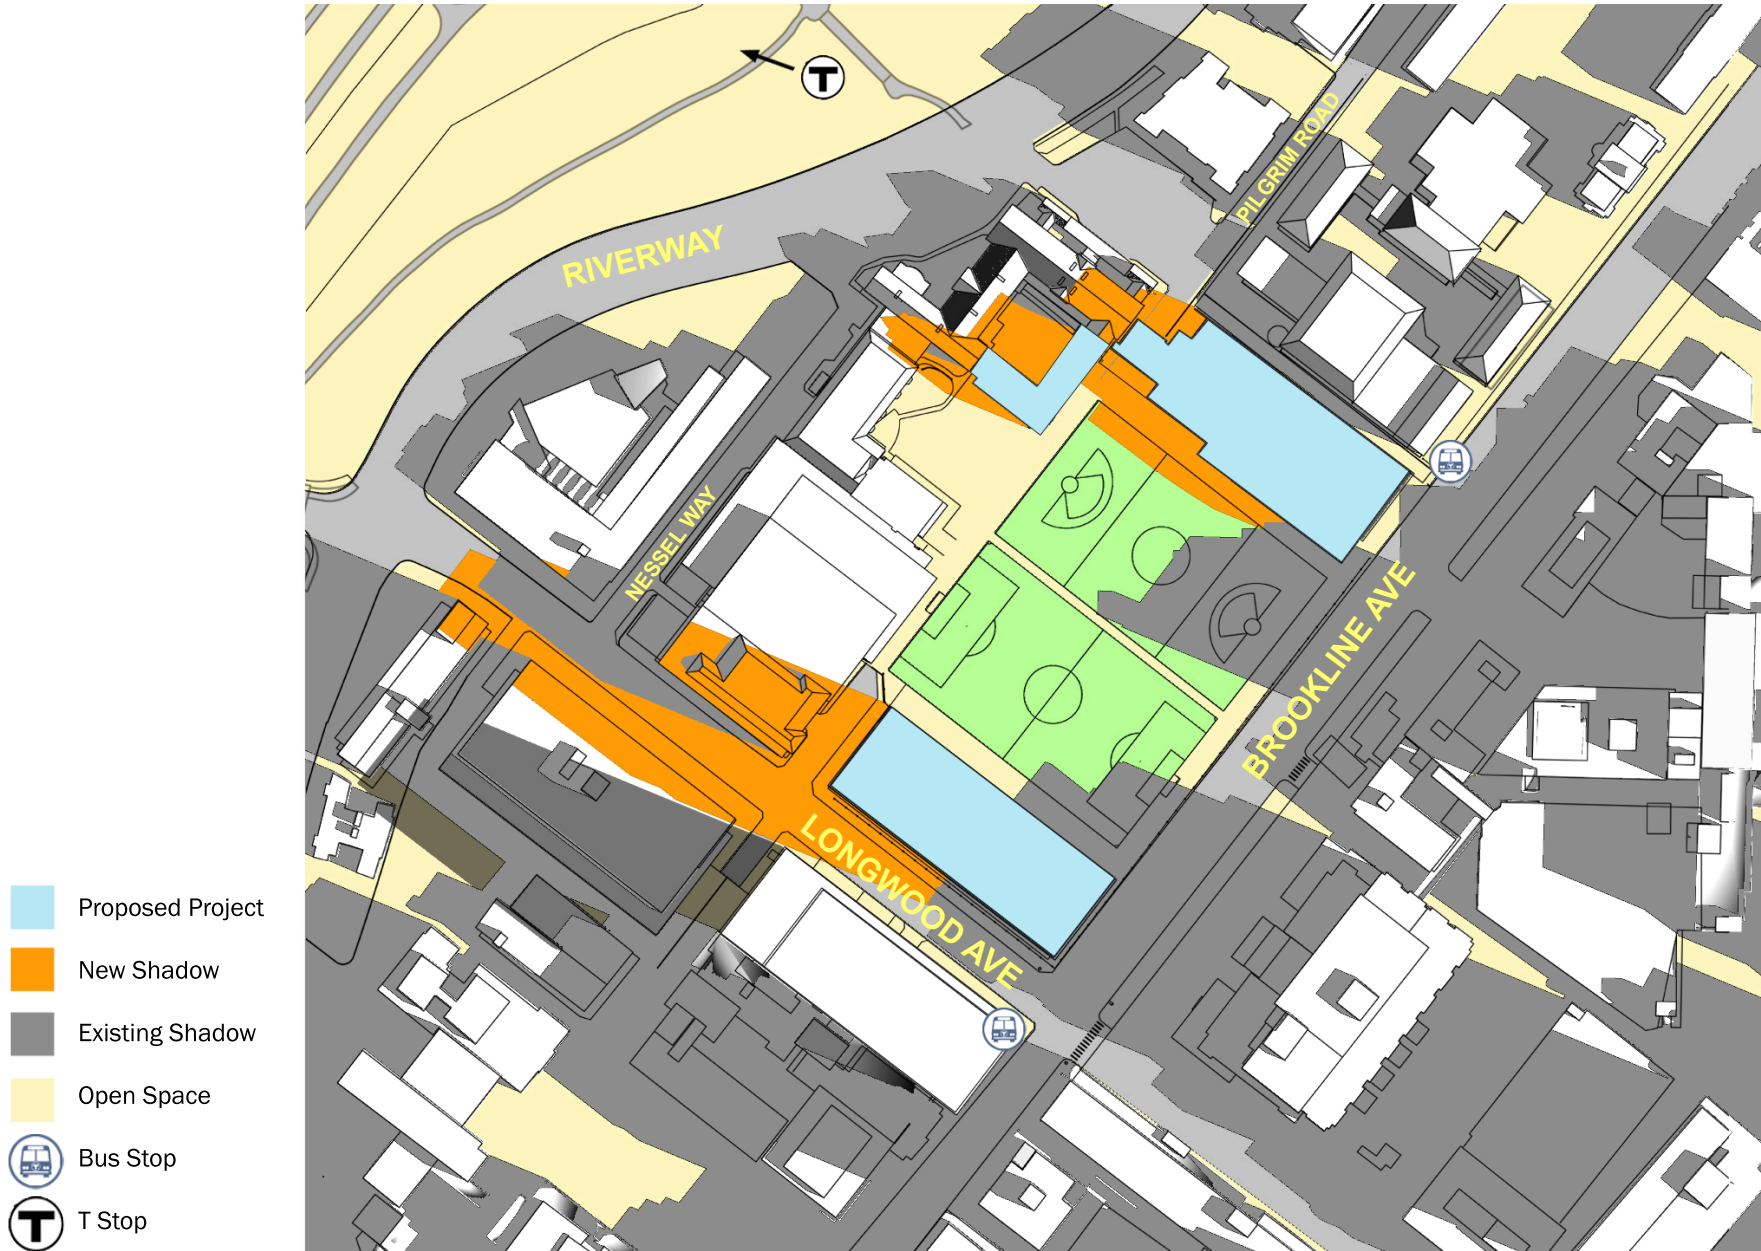 T
PILGRIM ROAD
RIVERWAY
NESSEL WAY
BROOKLINE AVE
LONGWOOD AVE
Proposed Project
New Shadow
Existing Shadow
Open Space
Bus Stop
T
T Stop